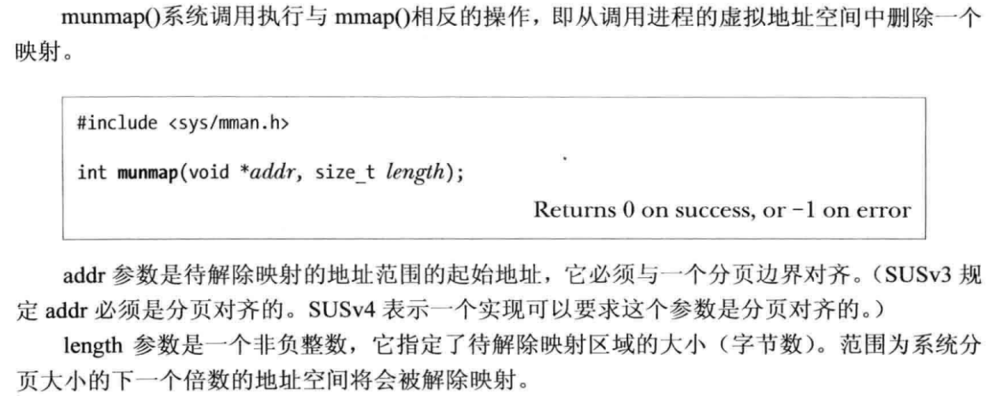 munmap()系统调用执行与 mmap()相反的操作，即从调用进程的虚拟地址空间中删除一个
映射。
#include <sys/mman.h>
int munmap(void *addr, size_t length);
Returns 0 on success, or −1 on error
addr 参数是待解除映射的地址范围的起始地址，它必须与一个分页边界对齐。（SUSv3 规
定 addr 必须是分页对齐的。SUSv4 表示一个实现可以要求这个参数是分页对齐的。）
length 参数是一个非负整数，它指定了待解除映射区域的大小（字节数）。范围为系统分
页大小的下一个倍数的地址空间将会被解除映射。